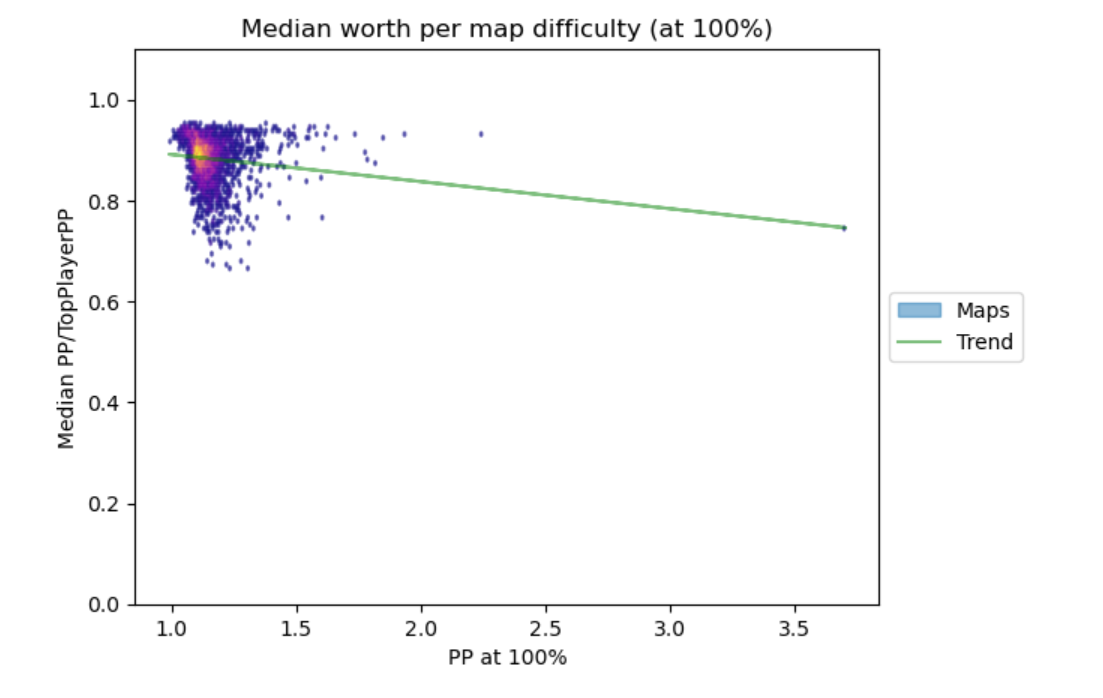 Median worth per map difficulty (at 100%)
1.0
0.8
0.6
0.4
0.2
0.0
Median PP/TopPlayerPP
1.0 1.5 2.0 2.5 3.0 3.5
PP at 100%
Maps
Trend